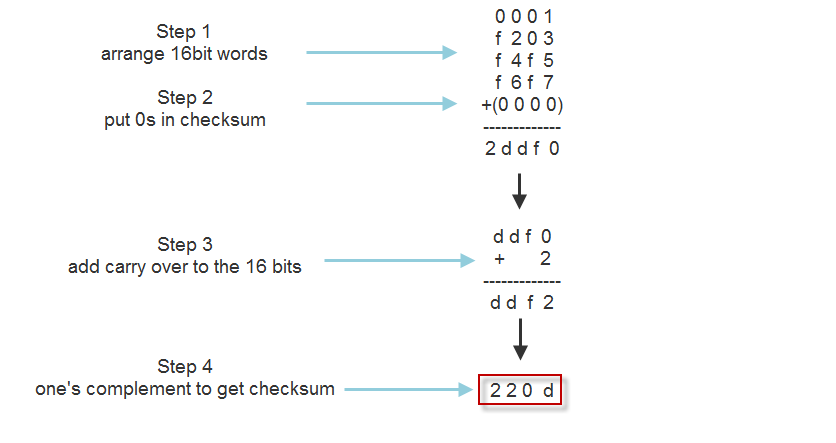 Step 1
arrange 16bit words
0 0 0 1
f 2 0 3
f 4 f 5
f 6 f 7
Step 2
put 0s in checksum
+(0 0 0 0)
-------------
2 d d f 0
Step 3
add carry over to the 16 bits
d d f 0
+ 2
-------------
d d f 2
Step 4
one's complement to get checksum
2 2 0 d